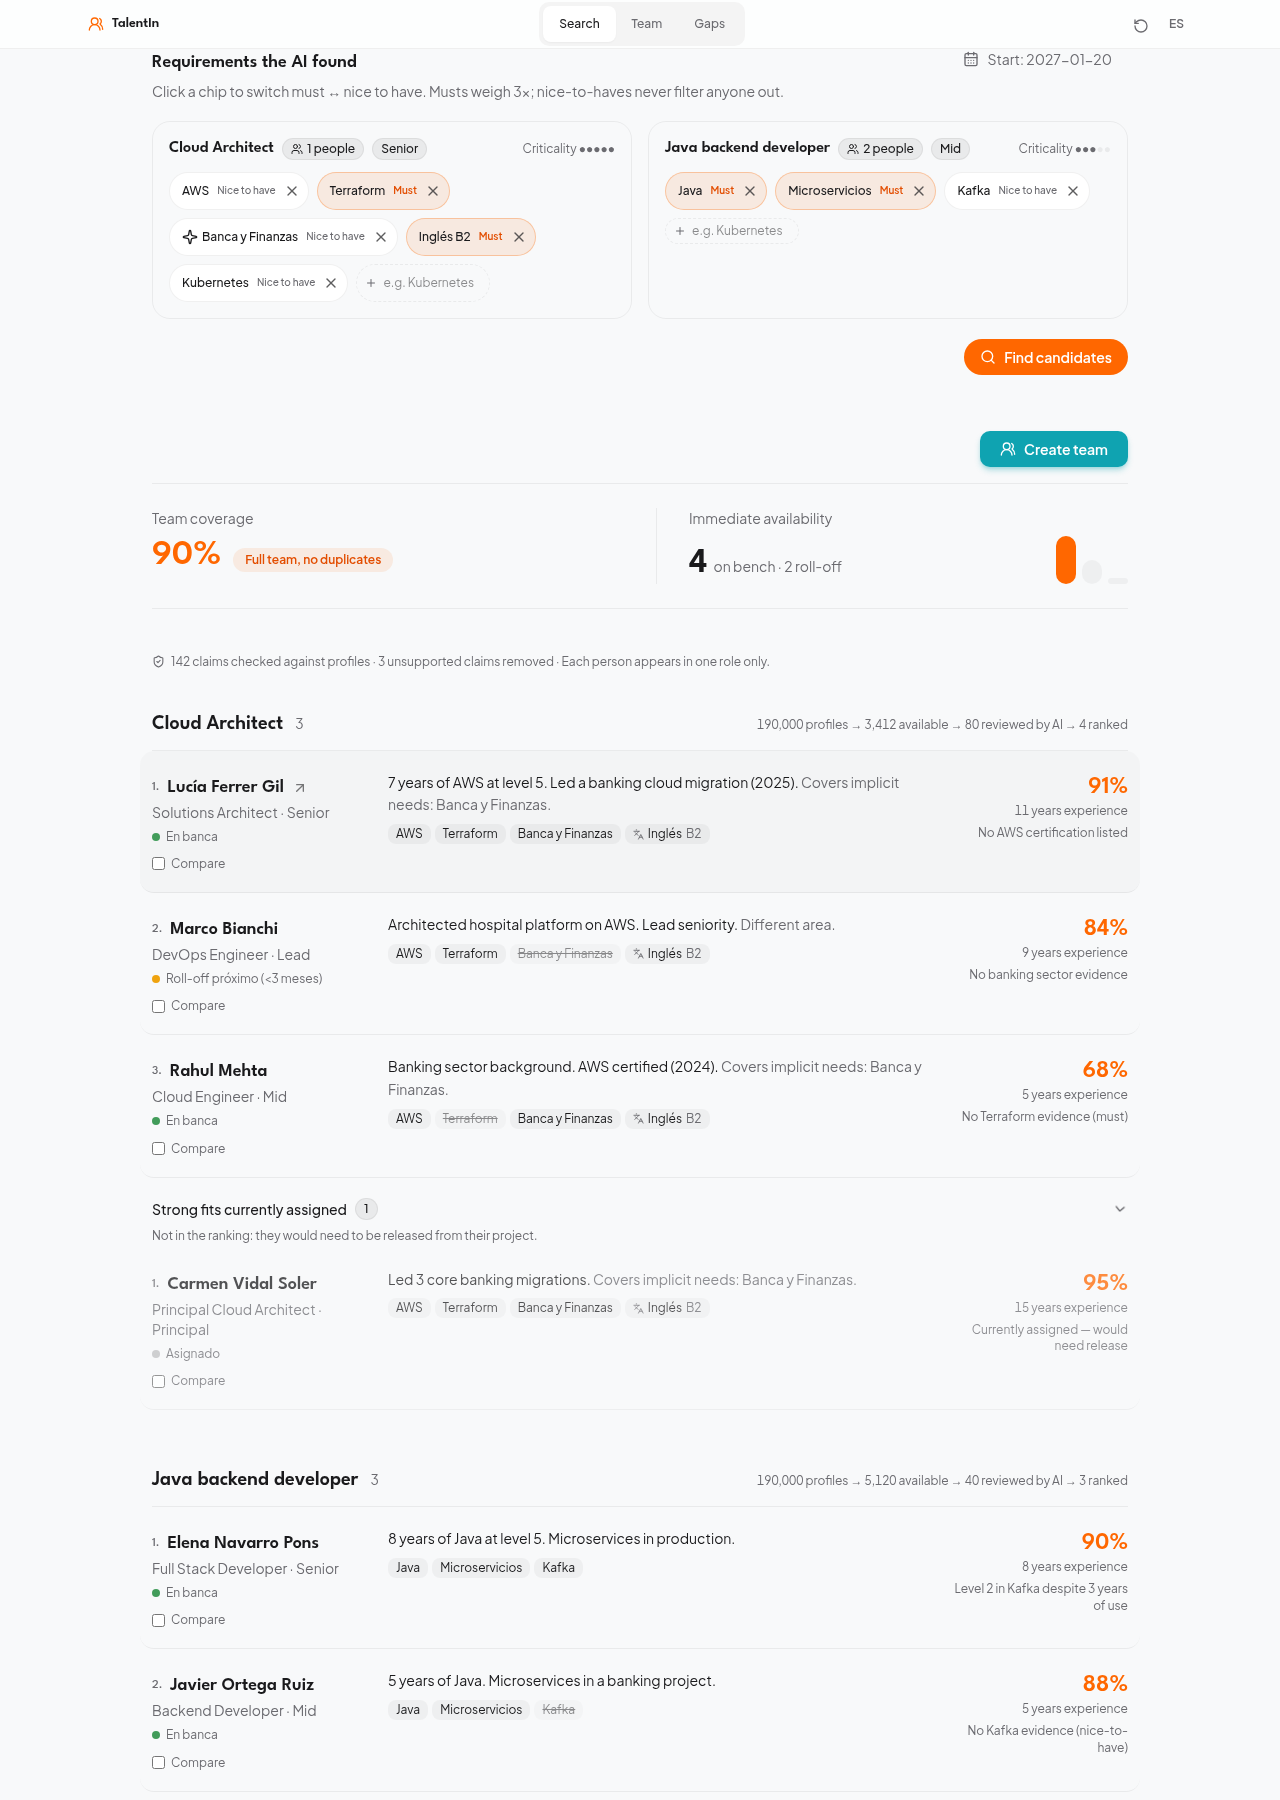 TalentIn
Search
Team
Gaps
ES
Requirements the AI found
Start: 2027-01-20
Click a chip to switch must ↔ nice to have. Musts weigh 3×; nice-to-haves never filter anyone out.
Cloud Architect
1 people
Senior
Criticality
AWS Nice to have
Terraform Must
Banca y Finanzas Nice to have
Inglés B2 Must
Kubernetes Nice to have
+ e.g. Kubernetes
Java backend developer
2 people
Mid
Criticality
Java Must
Microservicios Must
Kafka Nice to have
+ e.g. Kubernetes
Find candidates
Create team
Team coverage
90% Full team, no duplicates
Immediate availability
4 on bench · 2 roll-off
142 claims checked against profiles · 3 unsupported claims removed · Each person appears in one role only.
Cloud Architect 3
190,000 profiles → 3,412 available → 80 reviewed by AI → 4 ranked
1. Lucía Ferrer Gil
Solutions Architect · Senior
En banca
Compare
7 years of AWS at level 5. Led a banking cloud migration (2025). Covers implicit
needs: Banca y Finanzas.
AWS Terraform Banca y Finanzas Inglés B2
91%
11 years experience
No AWS certification listed
2. Marco Bianchi
DevOps Engineer · Lead
Roll-off próximo (<3 meses)
Compare
Architected hospital platform on AWS. Lead seniority. Different area.
AWS Terraform Banca y Finanzas Inglés B2
84%
9 years experience
No banking sector evidence
3. Rahul Mehta
Cloud Engineer · Mid
En banca
Compare
Banking sector background. AWS certified (2024). Covers implicit needs: Banca y
Finanzas.
AWS Terraform Banca y Finanzas Inglés B2
68%
5 years experience
No Terraform evidence (must)
Strong fits currently assigned 1
Not in the ranking: they would need to be released from their project.
1. Carmen Vidal Soler
Principal Cloud Architect ·
Principal
Asignado
Compare
Led 3 core banking migrations. Covers implicit needs: Banca y Finanzas.
AWS Terraform Banca y Finanzas Inglés B2
95%
15 years experience
Currently assigned — would
need release
Java backend developer 3
190,000 profiles → 5,120 available → 40 reviewed by AI → 3 ranked
1. Elena Navarro Pons
Full Stack Developer · Senior
En banca
Compare
8 years of Java at level 5. Microservices in production.
Java Microservicios Kafka
90%
8 years experience
Level 2 in Kafka despite 3 years
of use
2. Javier Ortega Ruiz
Backend Developer · Mid
En banca
Compare
5 years of Java. Microservices in a banking project.
Java Microservicios Kafka
88%
5 years experience
No Kafka evidence (nice-to-
have)